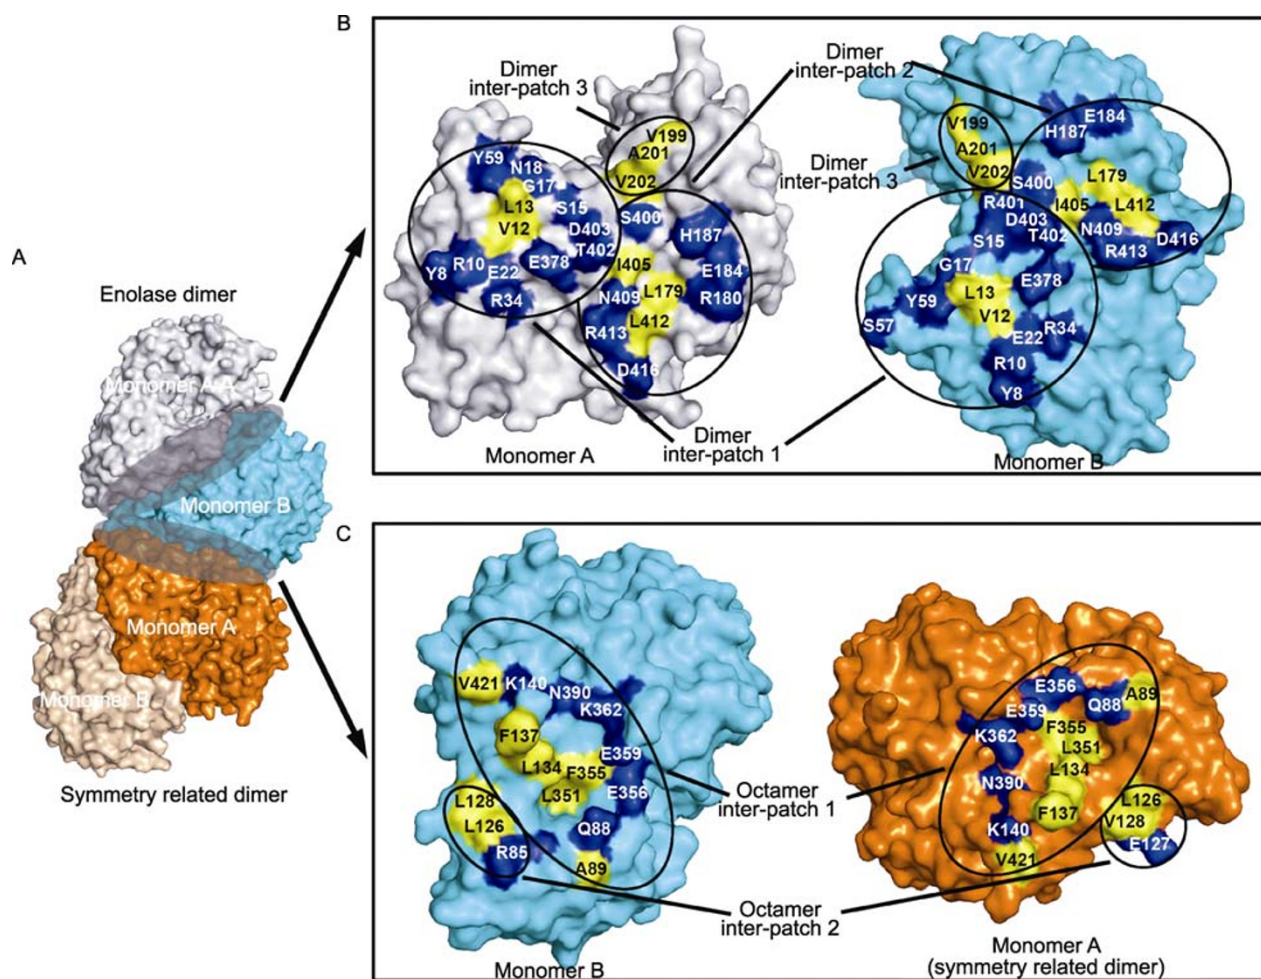 A
Enolase dimer
Monomer A
Monomer B
Monomer A
Monomer B
Symmetry related dimer
B
Dimer
inter-patch 3
Dimer
inter-patch 2
Dimer
inter-patch 3
Y59
N18
G17
L13
S15
V12
D403
T402
Y8
R10
E22
E378
R34
V199
A201
V202
S400
H187
I405
E184
N409
L179
R180
R413
L412
D416
Monomer A
Dimer
inter-patch 1
V199
A201
V202
H187
E184
S400
L179
R401
I405
L412
D403
N409
T402
D416
R413
S15
G17
E378
Y59
L13
S57
V12
E22
R34
R10
Y8
Monomer B
C
V421
K140
N390
K362
F137
E359
L134
F355
L351
E356
L128
L126
Q88
R85
A89
Monomer B
Octamer
inter-patch 1
Octamer
inter-patch 2
E356
A89
Q88
E359
F355
K362
L351
L134
N390
F137
L126
V128
K140
E127
V421
Monomer A
(symmetry related dimer)